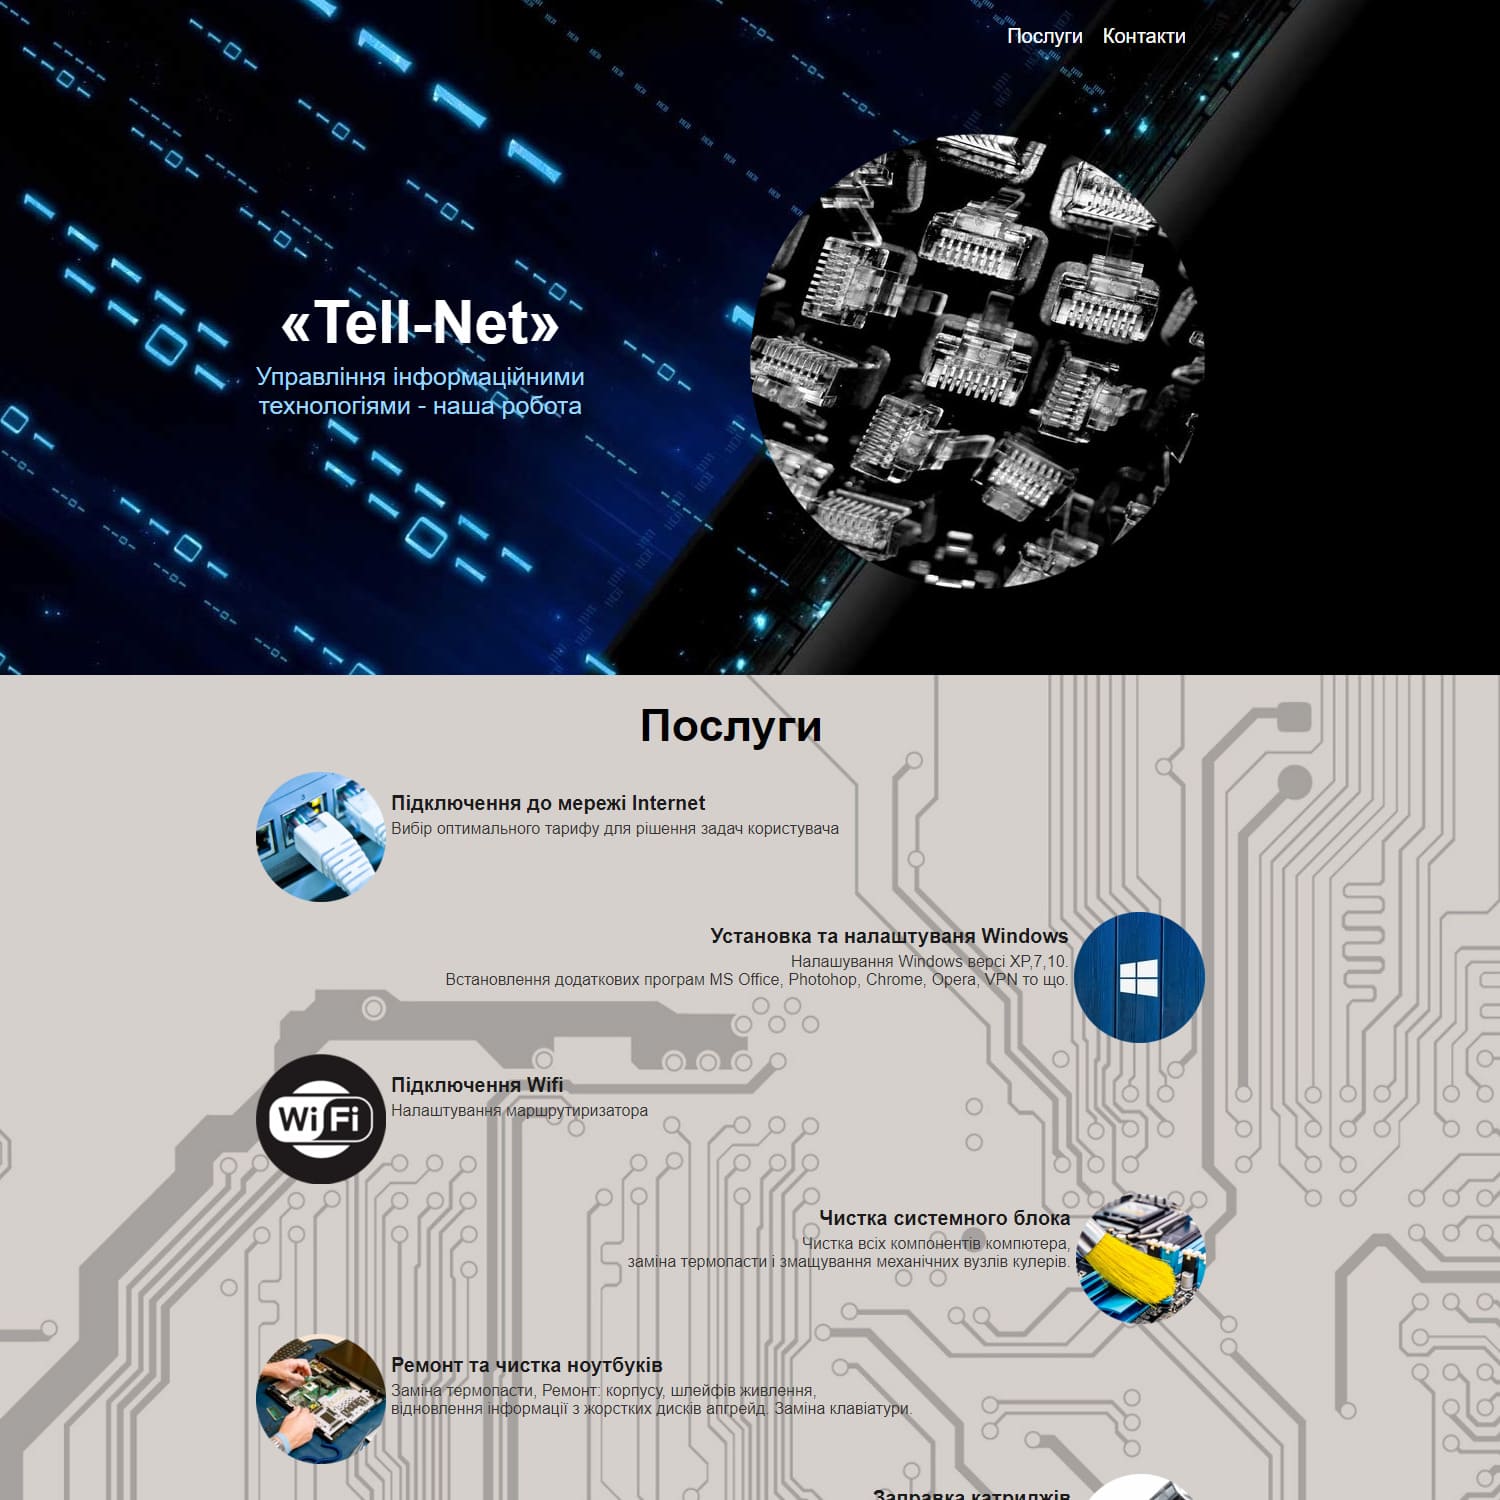 Послуги Контакти
«Tell-Net»
Управління інформаційними
технологіями - наша робота
Послуги
Підключення до мережі Internet
Вибір оптимального тарифу для рішення задач користувача
Установка та налаштуваня Windows
Налашування Windows версі XP,7,10.
Встановлення додаткових програм MS Office, Photohop, Chrome, Opera, VPN то що.
Wi Fi
Підключення Wifi
Налаштування маршрутиризатора
Чистка системного блока
Чистка всіх компонентів компютера,
заміна термопасти і змащування механічних вузлів кулерів.
Ремонт та чистка ноутбуків
Заміна термопасти, Ремонт: корпусу, шлейфів живлення,
відновлення інформації з жорстких дисків апгрейд. Заміна клавіатури.
Заправка катриджів